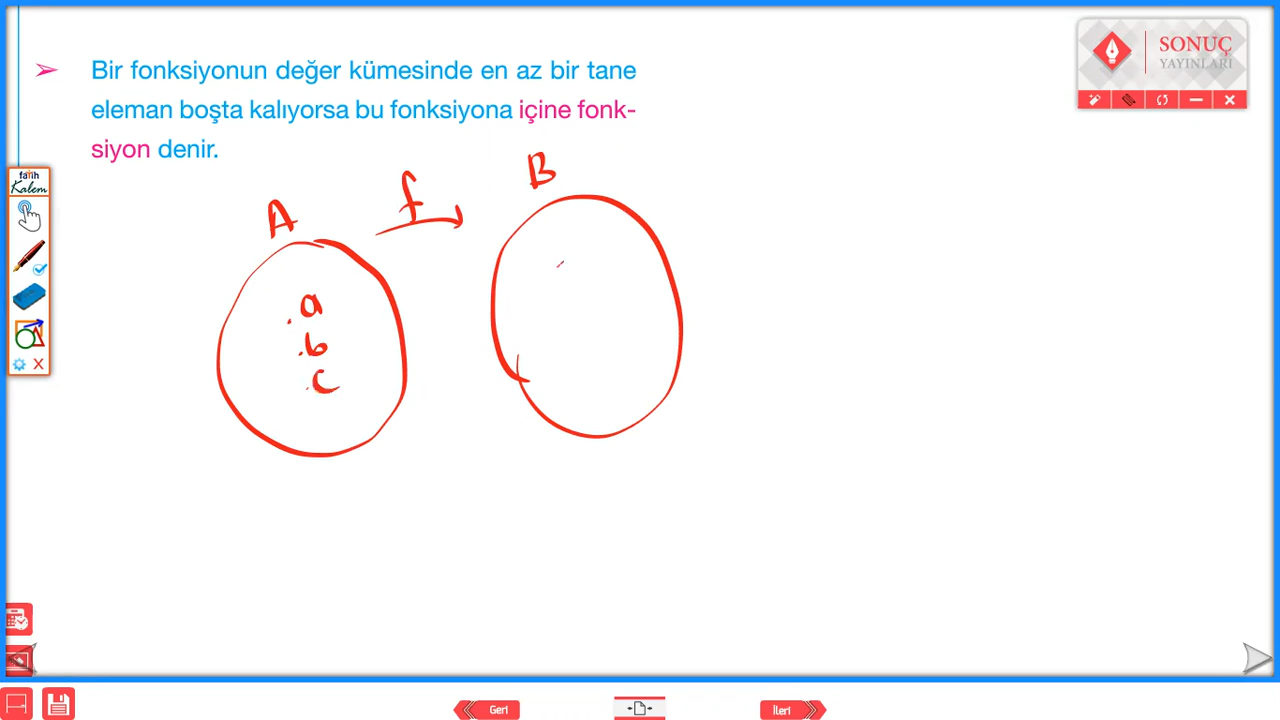 Bir fonksiyonun değer kümesinde en az bir tane
eleman boşta kalıyorsa bu fonksiyona içine fonk-
siyon denir.
SONUÇ
YAYINLARI
fatih
Kalem
A
f
B
.a
.b
.c
Geri
İleri